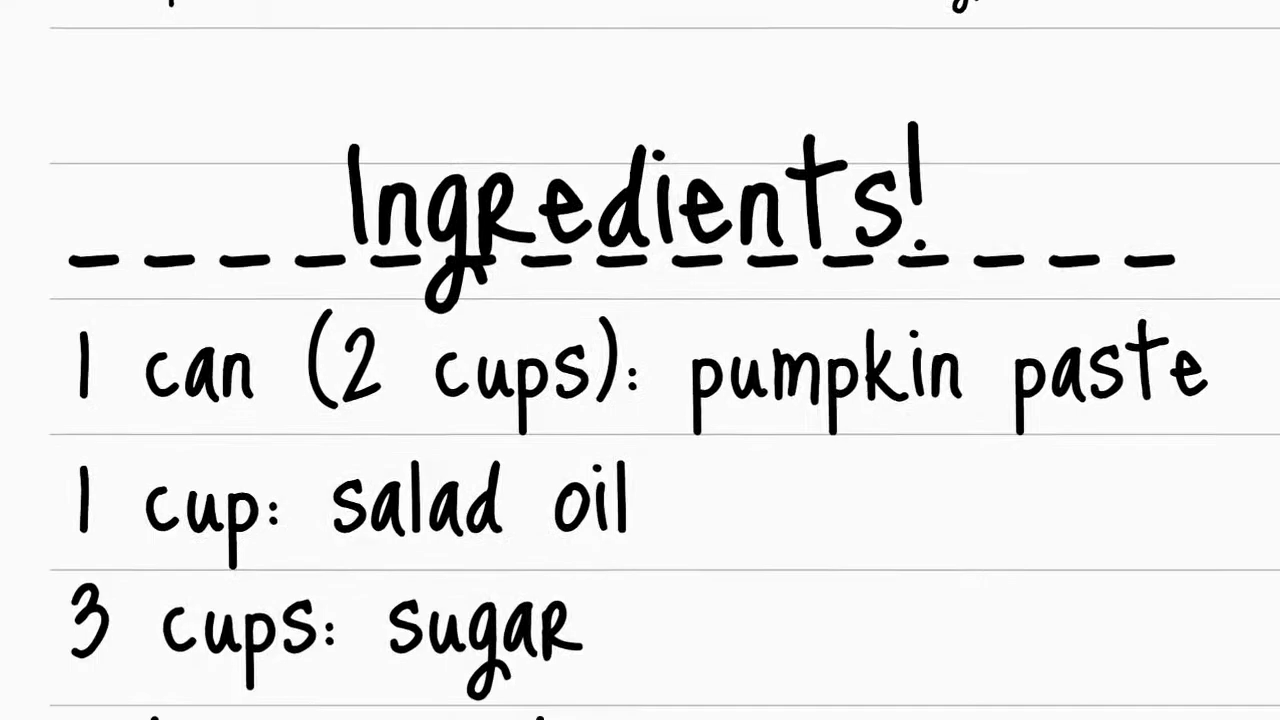 Ingredients!
1 can (2 cups): pumpkin paste
1 cup: salad oil
3 cups: sugar